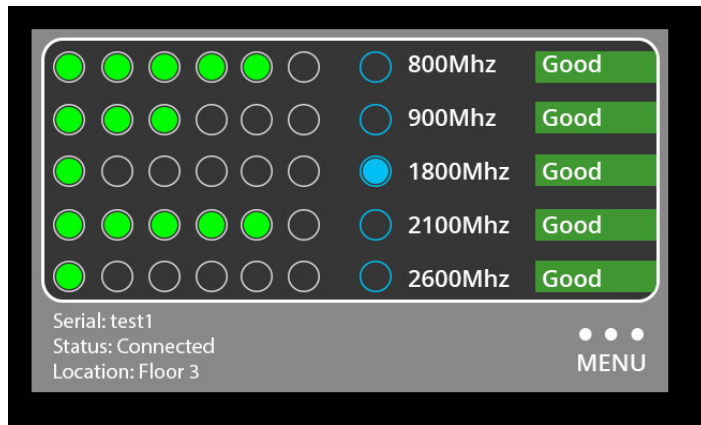 800Mhz Good
900Mhz Good
1800Mhz Good
2100Mhz Good
2600Mhz Good
Serial: test1
Status: Connected
Location: Floor 3
MENU